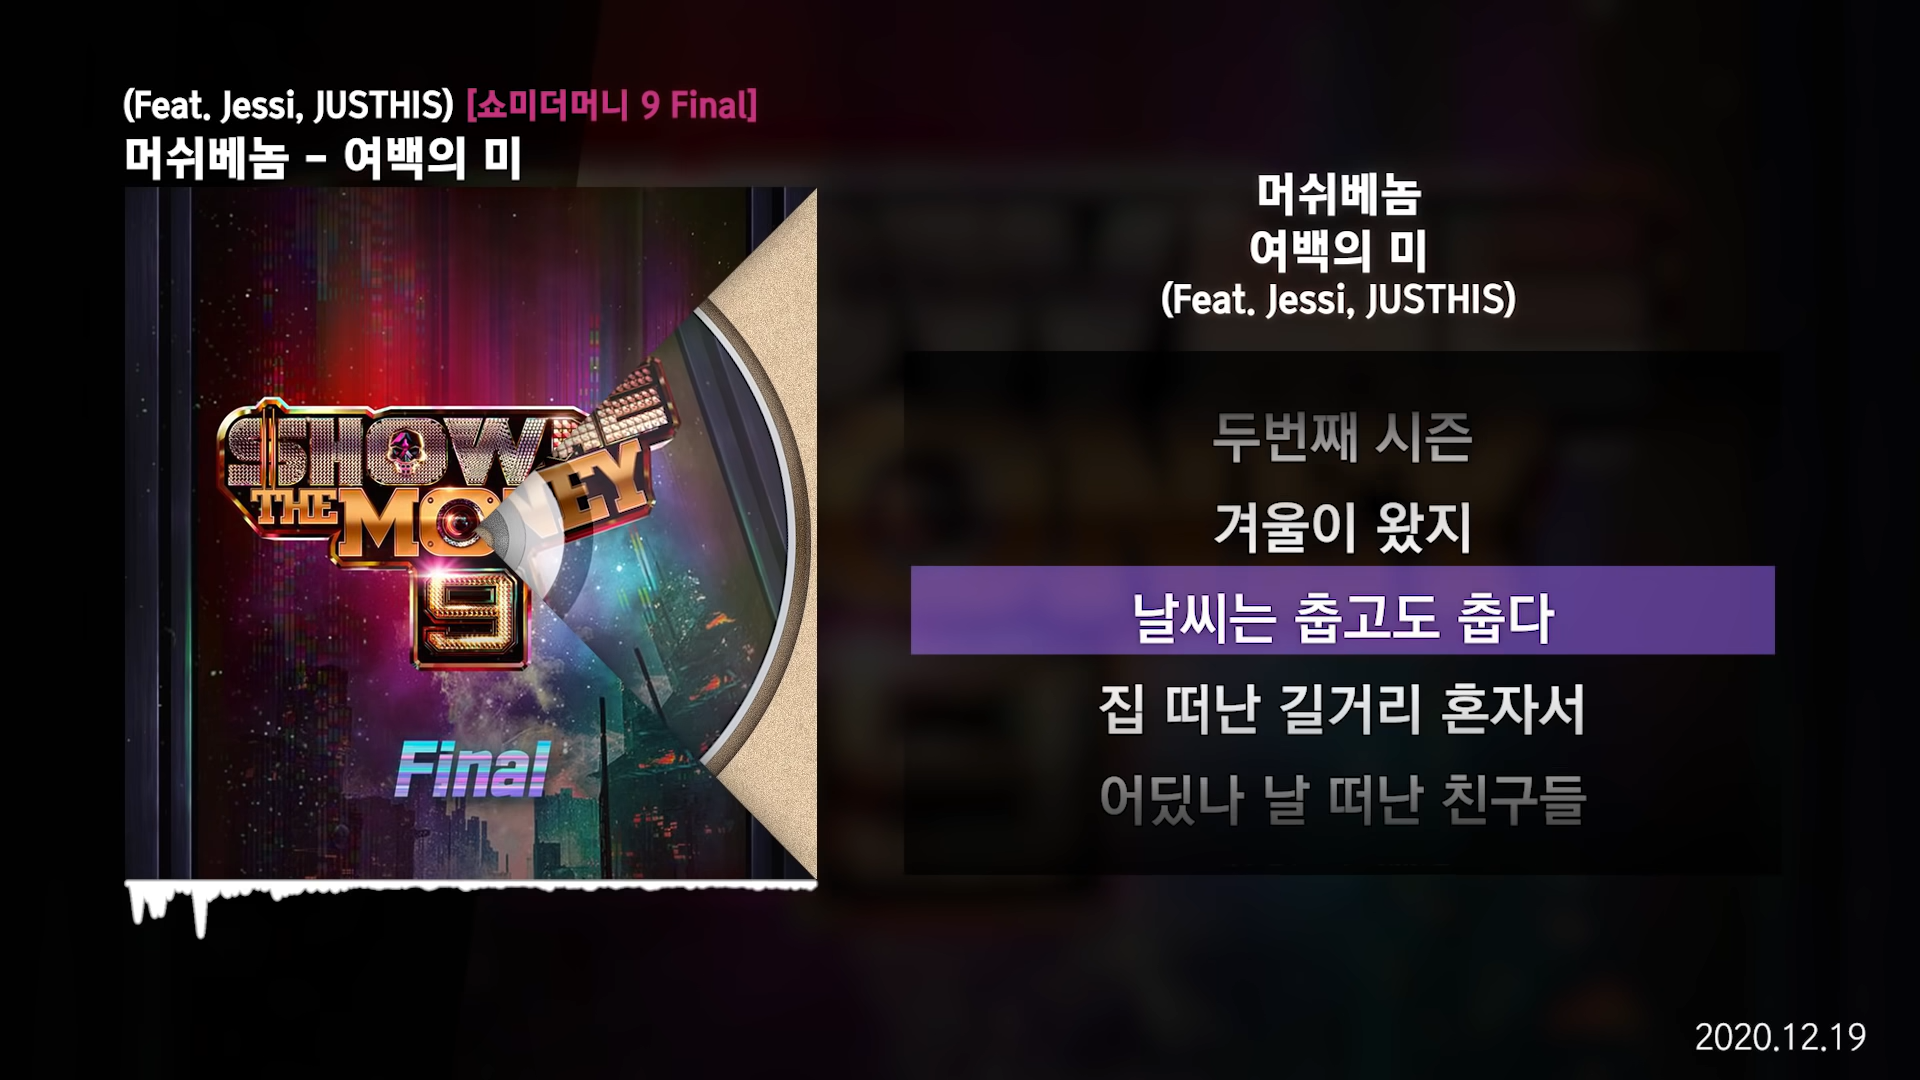 (Feat. Jessi, JUSTHIS) [쇼미더머니 9 Final]
머쉬베놈 - 여백의 미
SHOW
THE MONEY
9
Final
머쉬베놈
여백의 미
(Feat. Jessi, JUSTHIS)
두번째 시즌
겨울이 왔지
날씨는 춥고도 춥다
집 떠난 길거리 혼자서
어딨나 날 떠난 친구들
2020.12.19